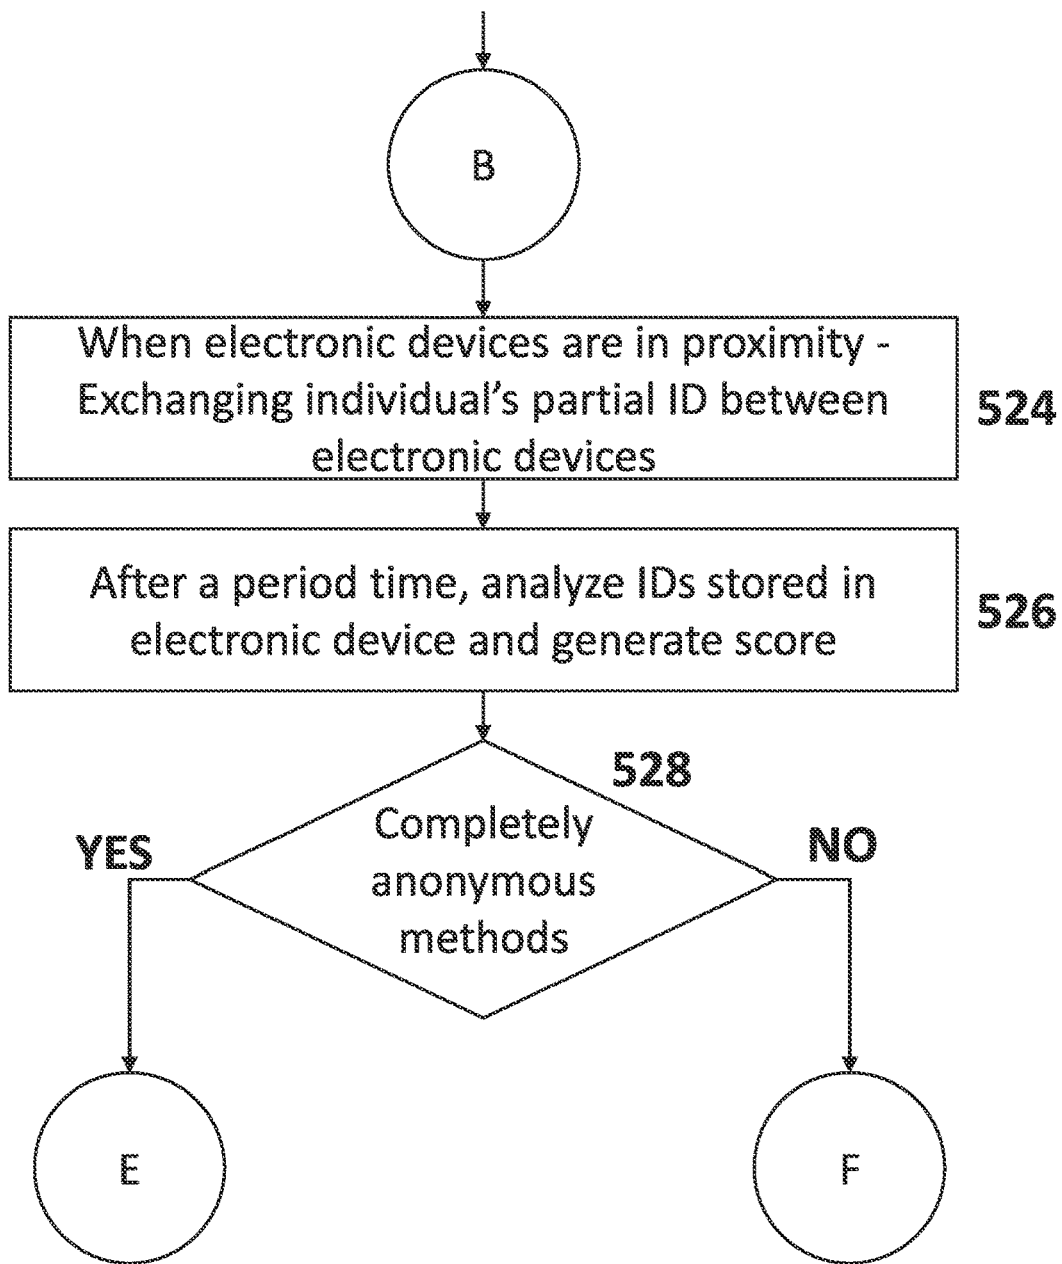 B
When electronic devices are in proximity -
Exchanging individual’s partial ID between
electronic devices
524
After a period time, analyze IDs stored in
electronic device and generate score
526
528
Completely
anonymous
methods
YES
NO
E
F